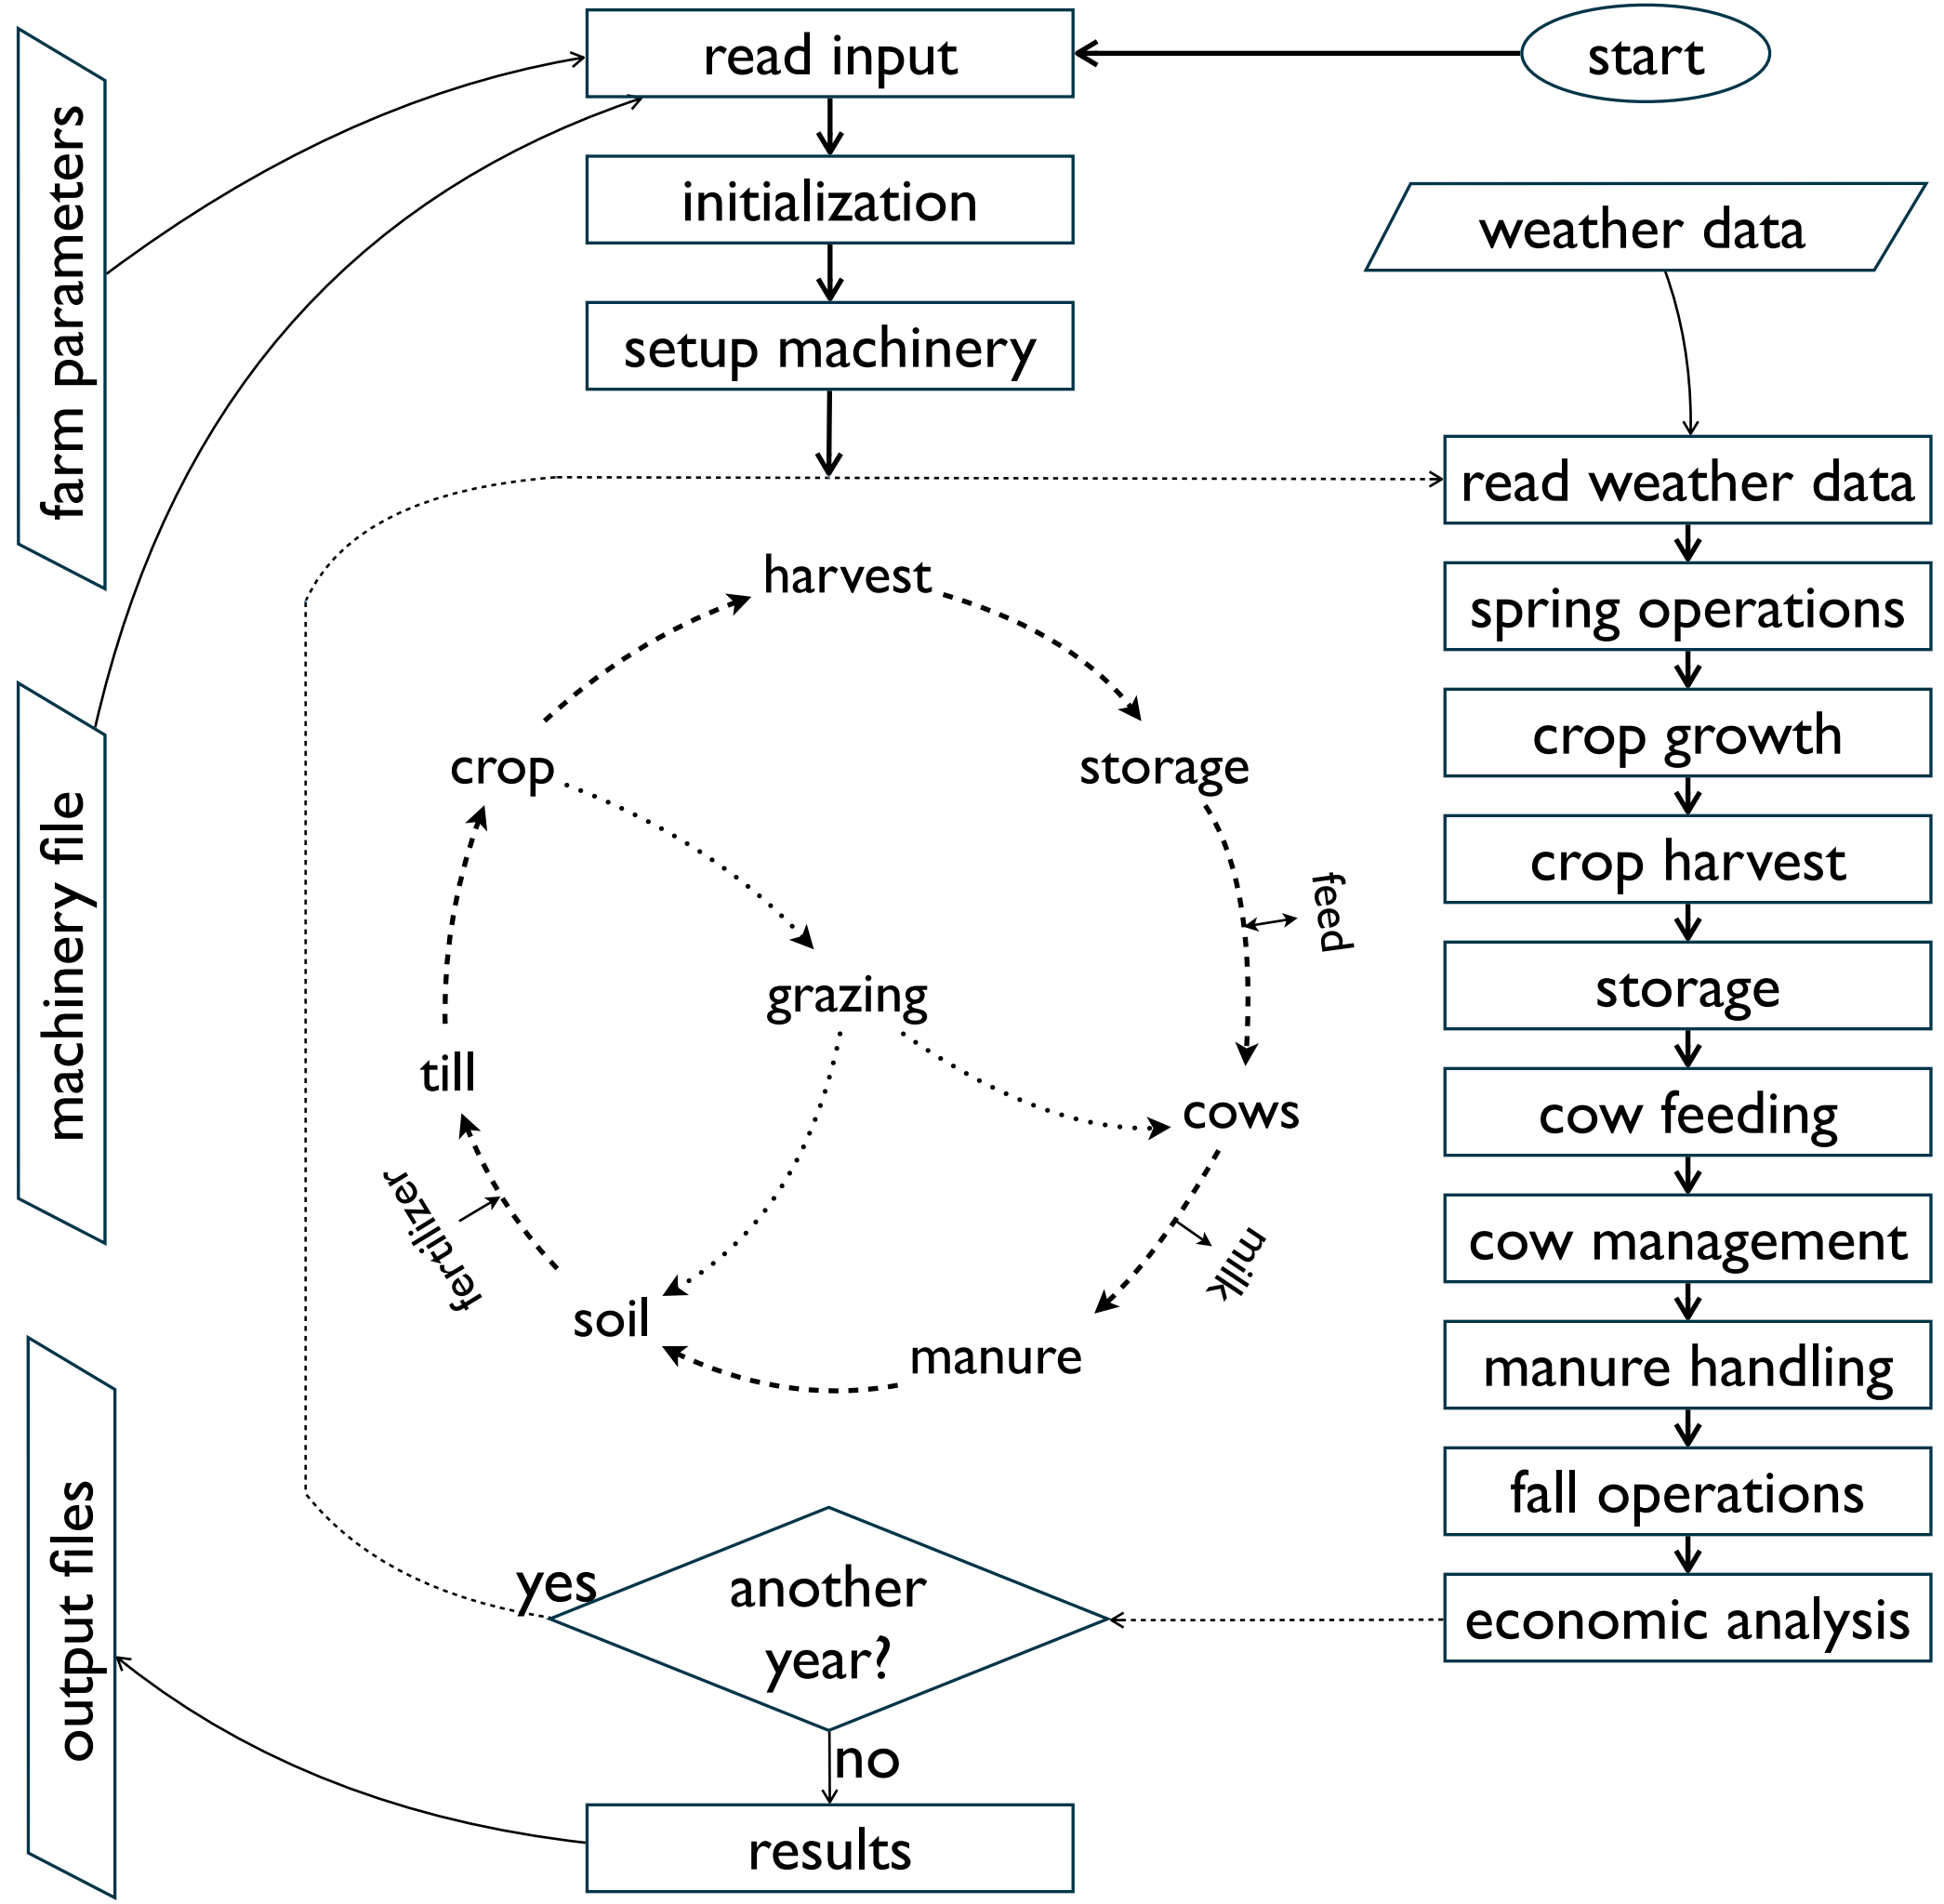 read input
start
farm parameters
initialization
weather data
setup machinery
read weather data
harvest
spring operations
crop
storage
crop growth
machinery file
crop harvest
feed
grazing
storage
till
cows
cow feeding
fertilizer
milk
cow management
soil
manure
manure handling
output files
fall operations
yes
another
year?
economic analysis
no
results